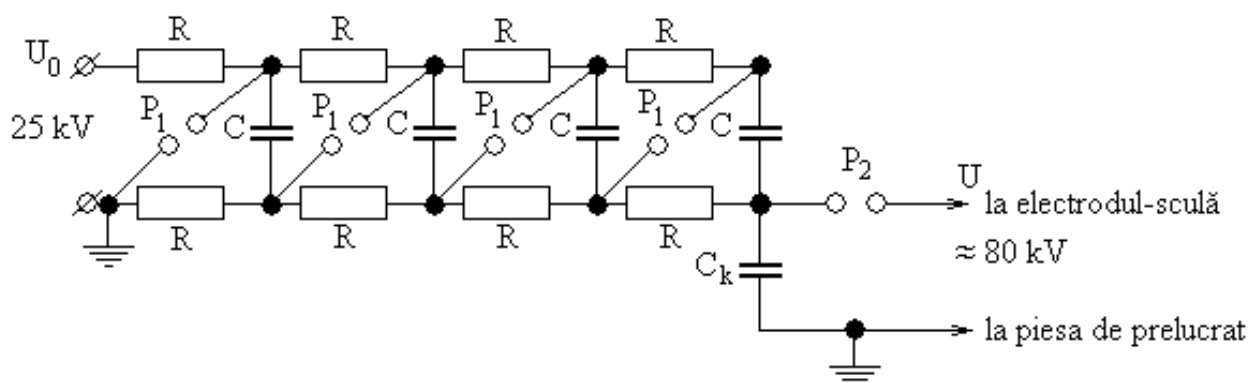 R R R R
U₀
25 kV
P₁ C P₁ C P₁ C P₁ C
P₂
U
la electrodul-sculă
R R R R
≈ 80 kV
Cₖ
la piesa de prelucrat